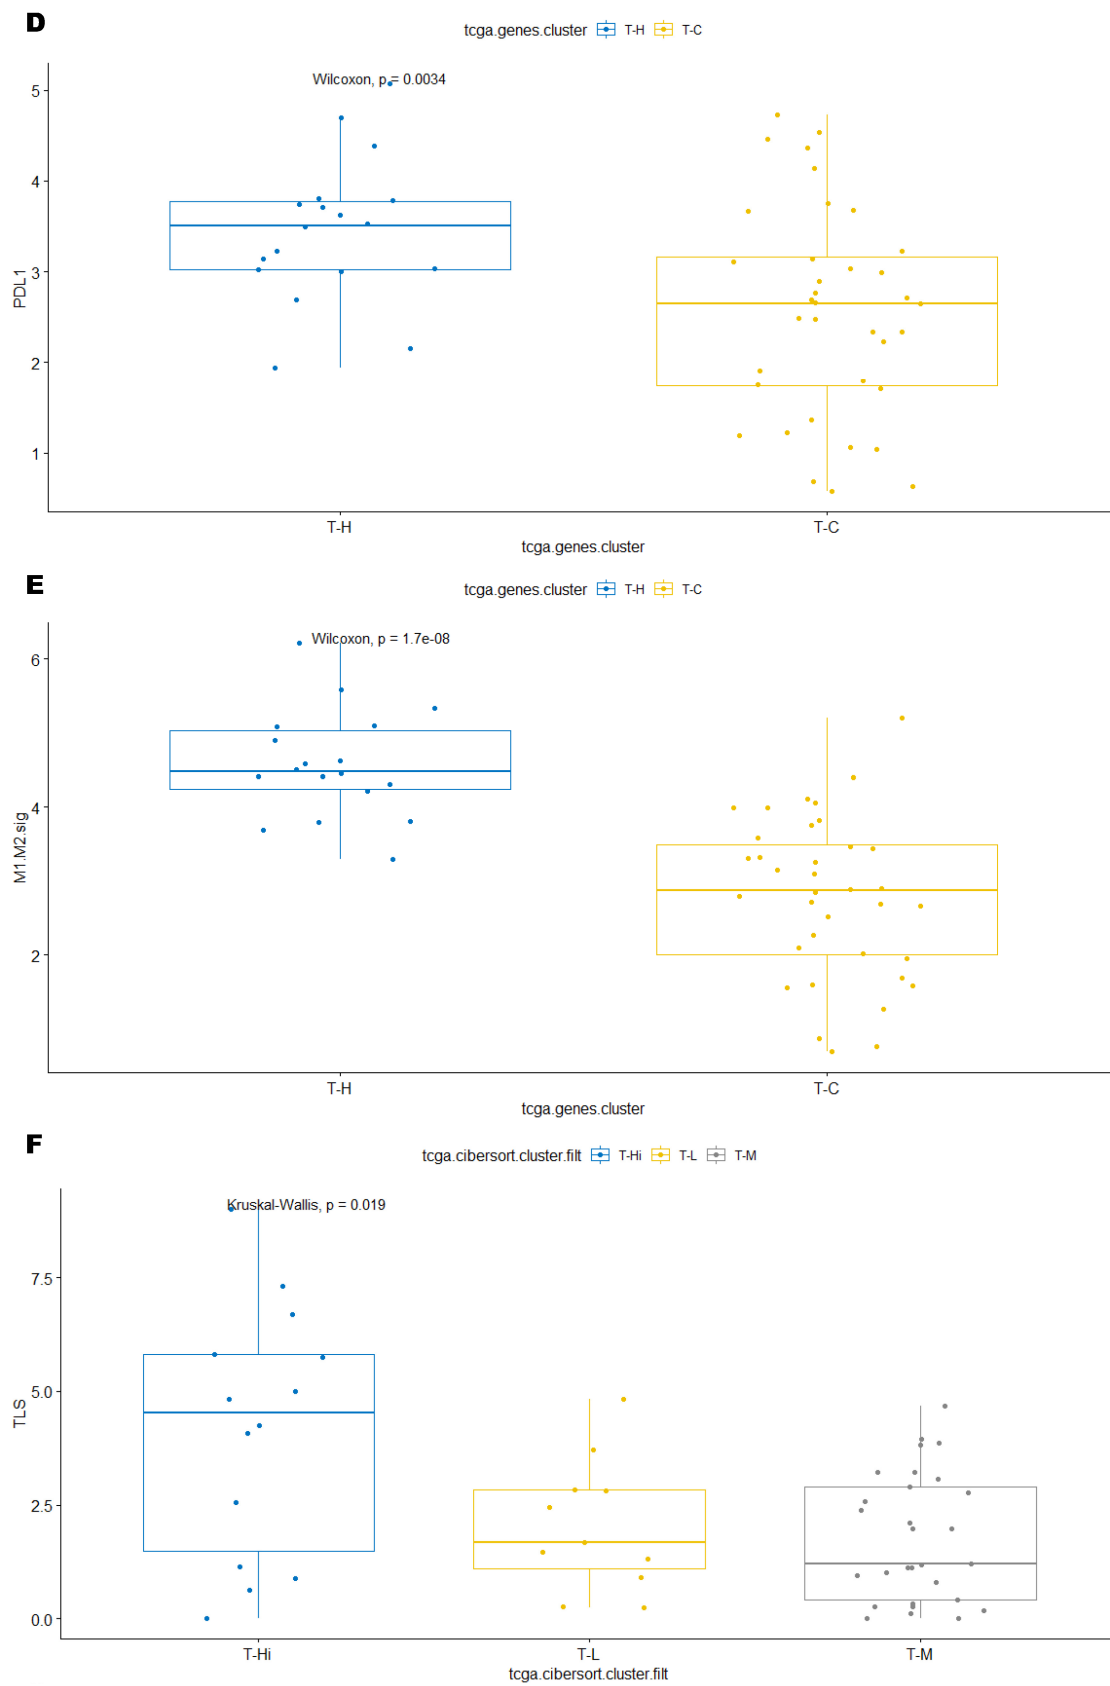 D
tcga.genes.cluster T-H T-C
Wilcoxon, p = 0.0034
5
4
3
2
1
PDL1
T-H T-C
tcga.genes.cluster
E
tcga.genes.cluster T-H T-C
Wilcoxon, p = 1.7e-08
6
4
2
M1.M2.sig
T-H T-C
tcga.genes.cluster
F
tcga.cibersort.cluster.filt T-Hi T-L T-M
Kruskal-Wallis, p = 0.019
7.5
5.0
2.5
0.0
TLS
T-Hi T-L T-M
tcga.cibersort.cluster.filt